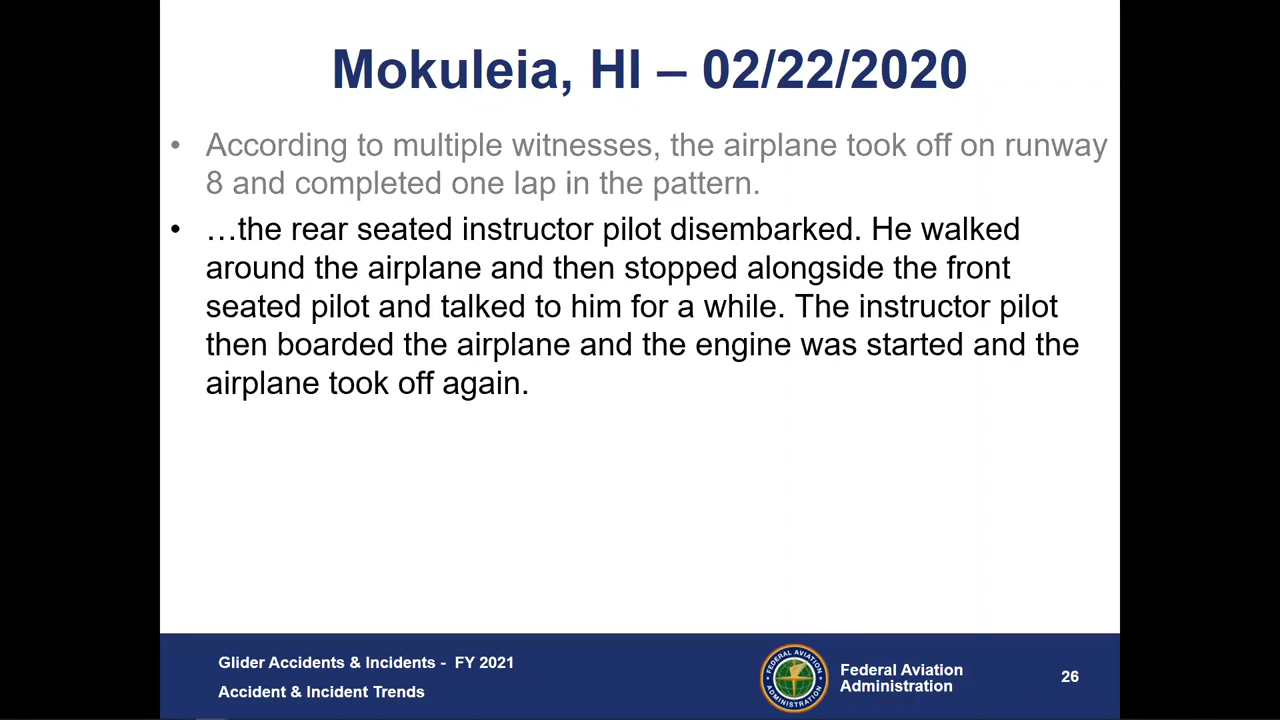 Mokuleia, HI – 02/22/2020
• According to multiple witnesses, the airplane took off on runway
8 and completed one lap in the pattern.
• …the rear seated instructor pilot disembarked. He walked
around the airplane and then stopped alongside the front
seated pilot and talked to him for a while. The instructor pilot
then boarded the airplane and the engine was started and the
airplane took off again.
Glider Accidents & Incidents - FY 2021
Accident & Incident Trends
FEDERAL AVIATION
ADMINISTRATION
Federal Aviation
Administration
26